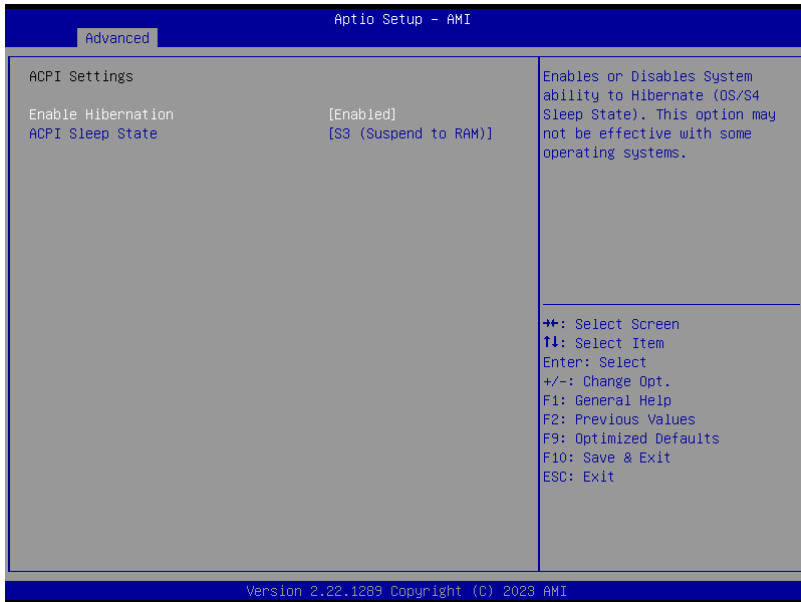 Aptio Setup - AMI
Advanced
ACPI Settings
Enable Hibernation [Enabled]
ACPI Sleep State [S3 (Suspend to RAM)]
Enables or Disables System
ability to Hibernate (OS/S4
Sleep State). This option may
not be effective with some
operating systems.
→←: Select Screen
↑↓: Select Item
Enter: Select
+/-: Change Opt.
F1: General Help
F2: Previous Values
F9: Optimized Defaults
F10: Save & Exit
ESC: Exit
Version 2.22.1289 Copyright (C) 2023 AMI